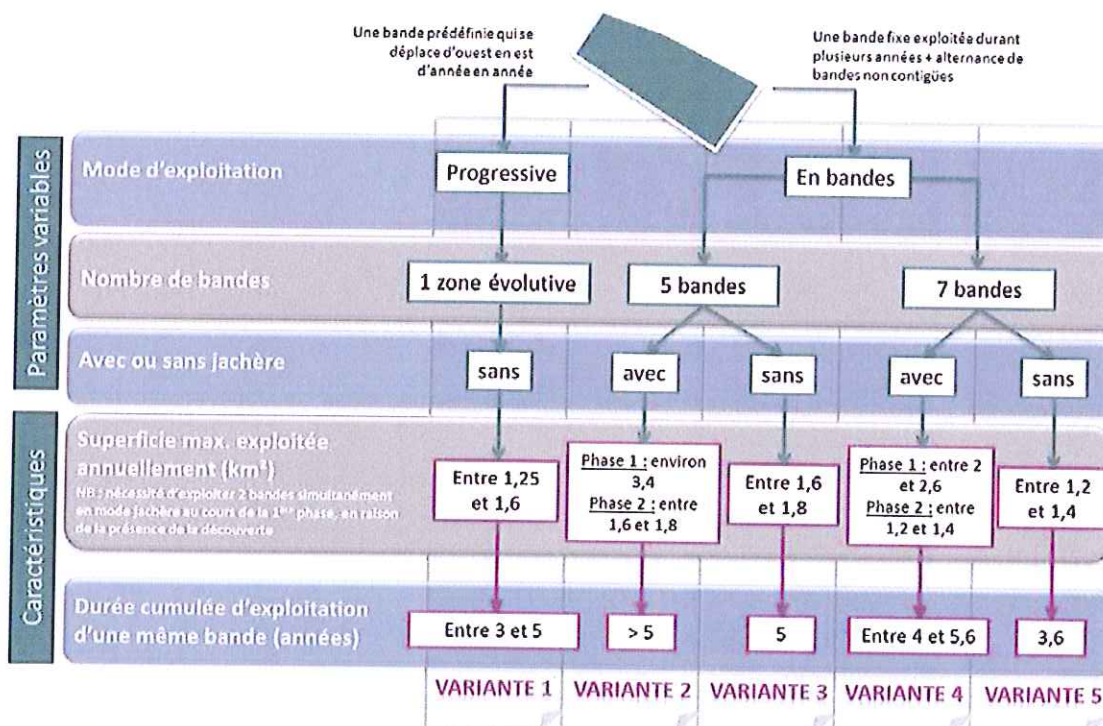 Une bande prédéfinie qui se
déplace d'ouest en est
d'année en année
Une bande fixe exploitée durant
plusieurs années + alternance de
bandes non contigües
Paramètres variables
Mode d'exploitation
Progressive
En bandes
Nombre de bandes
1 zone évolutive
5 bandes
7 bandes
Avec ou sans jachère
sans
avec
sans
avec
sans
Caractéristiques
Superficie max. exploitée
annuellement (km²)
NB : nécessité d'exploiter 2 bandes simultanément
en mode jachère au cours de la 1ère phase, en raison
de la présence de la découverte
Entre 1,25
et 1,6
Phase 1 : environ
3,4
Phase 2 : entre
1,6 et 1,8
Entre 1,6
et 1,8
Phase 1 : entre 2
et 2,6
Phase 2 : entre
1,2 et 1,4
Entre 1,2
et 1,4
Durée cumulée d'exploitation
d'une même bande (années)
Entre 3 et 5
> 5
5
Entre 4 et 5,6
3,6
VARIANTE 1
VARIANTE 2
VARIANTE 3
VARIANTE 4
VARIANTE 5